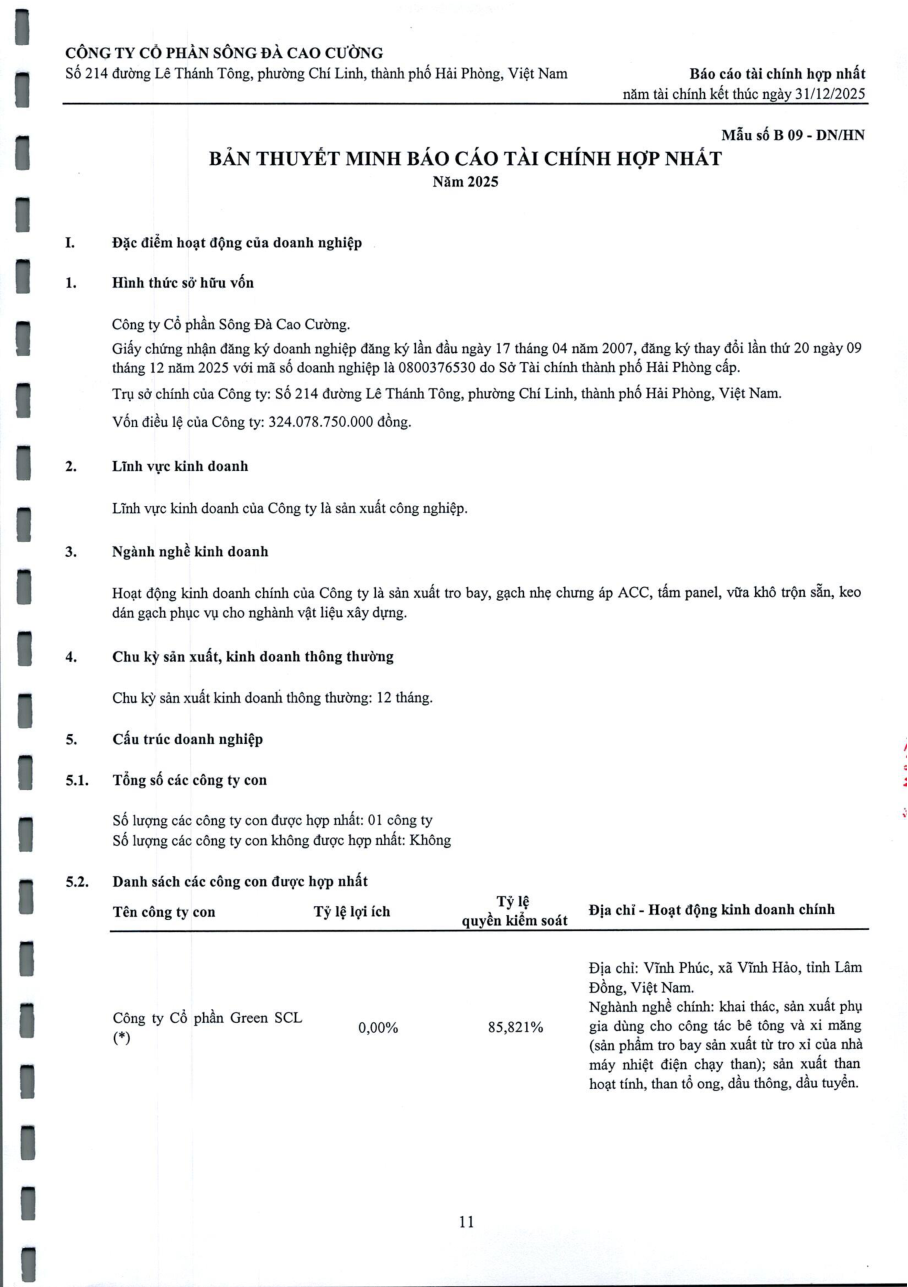 CÔNG TY CỔ PHẦN SÔNG ĐÀ CAO CƯỜNG
Số 214 đường Lê Thánh Tông, phường Chí Linh, thành phố Hải Phòng, Việt Nam
Báo cáo tài chính hợp nhất
năm tài chính kết thúc ngày 31/12/2025
Mẫu số B 09 - DN/HN
BẢN THUYẾT MINH BÁO CÁO TÀI CHÍNH HỢP NHẤT
Năm 2025
I. Đặc điểm hoạt động của doanh nghiệp
1. Hình thức sở hữu vốn
Công ty Cổ phần Sông Đà Cao Cường.
Giấy chứng nhận đăng ký doanh nghiệp đăng ký lần đầu ngày 17 tháng 04 năm 2007, đăng ký thay đổi lần thứ 20 ngày 09
tháng 12 năm 2025 với mã số doanh nghiệp là 0800376530 do Sở Tài chính thành phố Hải Phòng cấp.
Trụ sở chính của Công ty: Số 214 đường Lê Thánh Tông, phường Chí Linh, thành phố Hải Phòng, Việt Nam.
Vốn điều lệ của Công ty: 324.078.750.000 đồng.
2. Lĩnh vực kinh doanh
Lĩnh vực kinh doanh của Công ty là sản xuất công nghiệp.
3. Ngành nghề kinh doanh
Hoạt động kinh doanh chính của Công ty là sản xuất tro bay, gạch nhẹ chưng áp ACC, tấm panel, vữa khô trộn sẵn, keo
dán gạch phục vụ cho nghành vật liệu xây dựng.
4. Chu kỳ sản xuất, kinh doanh thông thường
Chu kỳ sản xuất kinh doanh thông thường: 12 tháng.
5. Cấu trúc doanh nghiệp
5.1. Tổng số các công ty con
Số lượng các công ty con được hợp nhất: 01 công ty
Số lượng các công ty con không được hợp nhất: Không
5.2. Danh sách các công con được hợp nhất
Tên công ty con
Tỷ lệ lợi ích
Tỷ lệ
quyền kiểm soát
Địa chỉ - Hoạt động kinh doanh chính
Công ty Cổ phần Green SCL
(*)
0,00%
85,821%
Địa chỉ: Vĩnh Phúc, xã Vĩnh Hảo, tỉnh Lâm
Đồng, Việt Nam.
Nghành nghề chính: khai thác, sản xuất phụ
gia dùng cho công tác bê tông và xi măng
(sản phẩm tro bay sản xuất từ tro xỉ của nhà
máy nhiệt điện chạy than); sản xuất than
hoạt tính, than tổ ong, dầu thông, dầu tuyển.
11